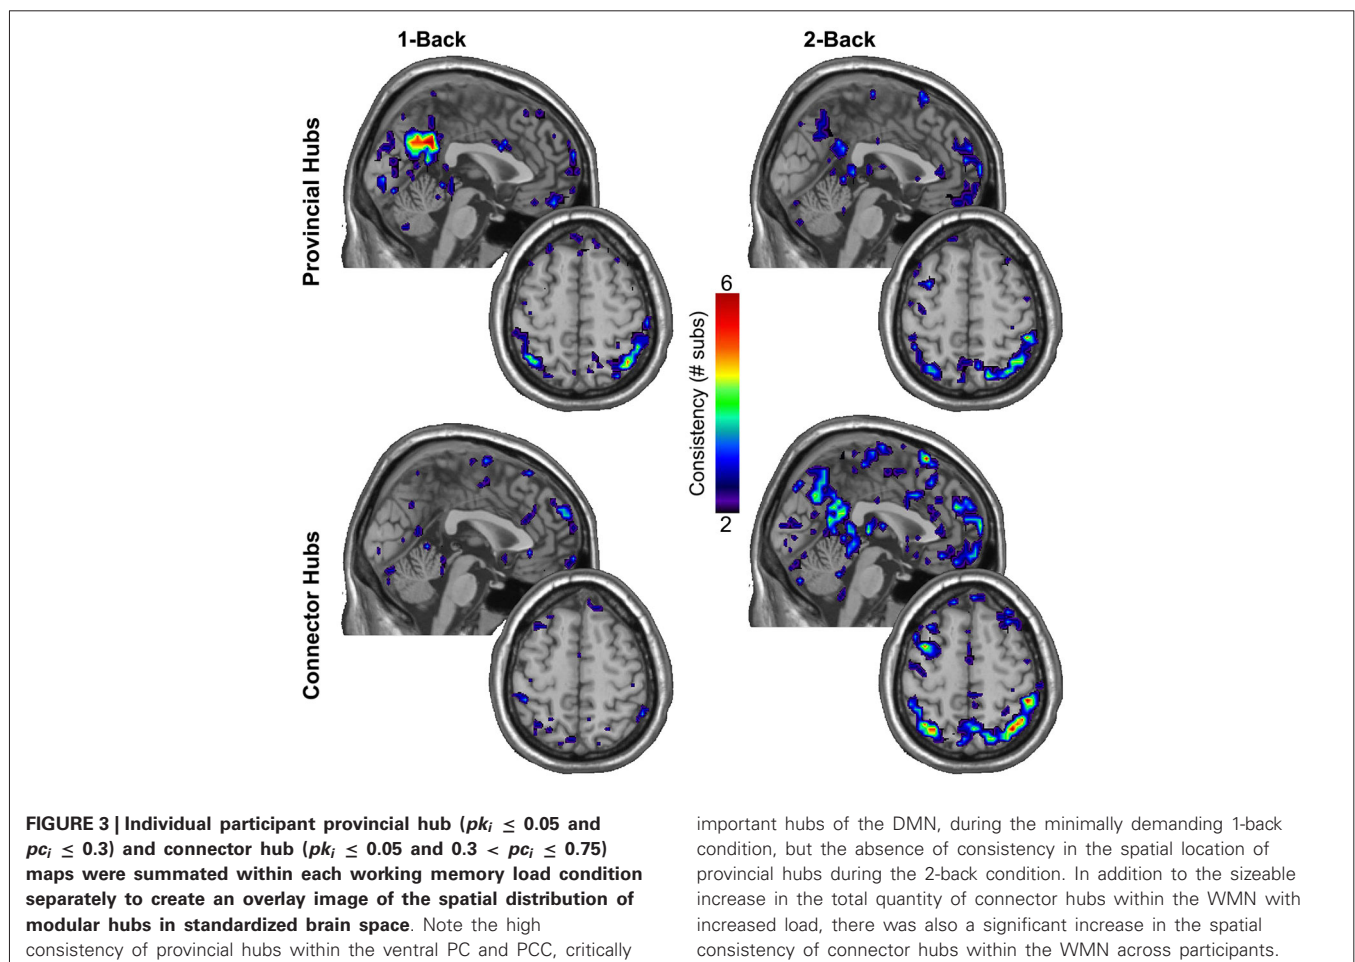 1-Back
2-Back
Provincial Hubs
6
Consistency (# subs)
2
Connector Hubs
FIGURE 3 | Individual participant provincial hub (pkᵢ ≤ 0.05 and
pcᵢ ≤ 0.3) and connector hub (pkᵢ ≤ 0.05 and 0.3 < pcᵢ ≤ 0.75)
maps were summated within each working memory load condition
separately to create an overlay image of the spatial distribution of
modular hubs in standardized brain space. Note the high
consistency of provincial hubs within the ventral PC and PCC, critically
important hubs of the DMN, during the minimally demanding 1-back
condition, but the absence of consistency in the spatial location of
provincial hubs during the 2-back condition. In addition to the sizeable
increase in the total quantity of connector hubs within the WMN with
increased load, there was also a significant increase in the spatial
consistency of connector hubs within the WMN across participants.